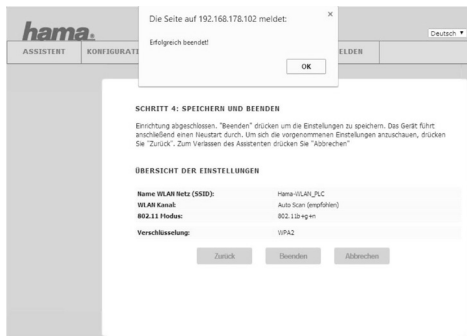 hama®
Deutsch
ASSISTENT KONFIGURATI ELDEN
Die Seite auf 192.168.178.102 meldet:
Erfolgreich beendet!
OK
SCHRITT 4: SPEICHERN UND BEENDEN
Einrichtung abgeschlossen. "Beenden" drücken um die Einstellungen zu speichern. Das Gerät führt
anschließend einen Neustart durch. Um sich die vorgenommenen Einstellungen anzuschauen, drücken
Sie "Zurück". Zum Verlassen des Assistenten drücken Sie "Abbrechen"
ÜBERSICHT DER EINSTELLUNGEN
Name WLAN Netz (SSID): Hama-WLAN_PLC
WLAN Kanal: Auto Scan (empfohlen)
802.11 Modus: 802.11b+g+n
Verschlüsselung: WPA2
Zurück Beenden Abbrechen